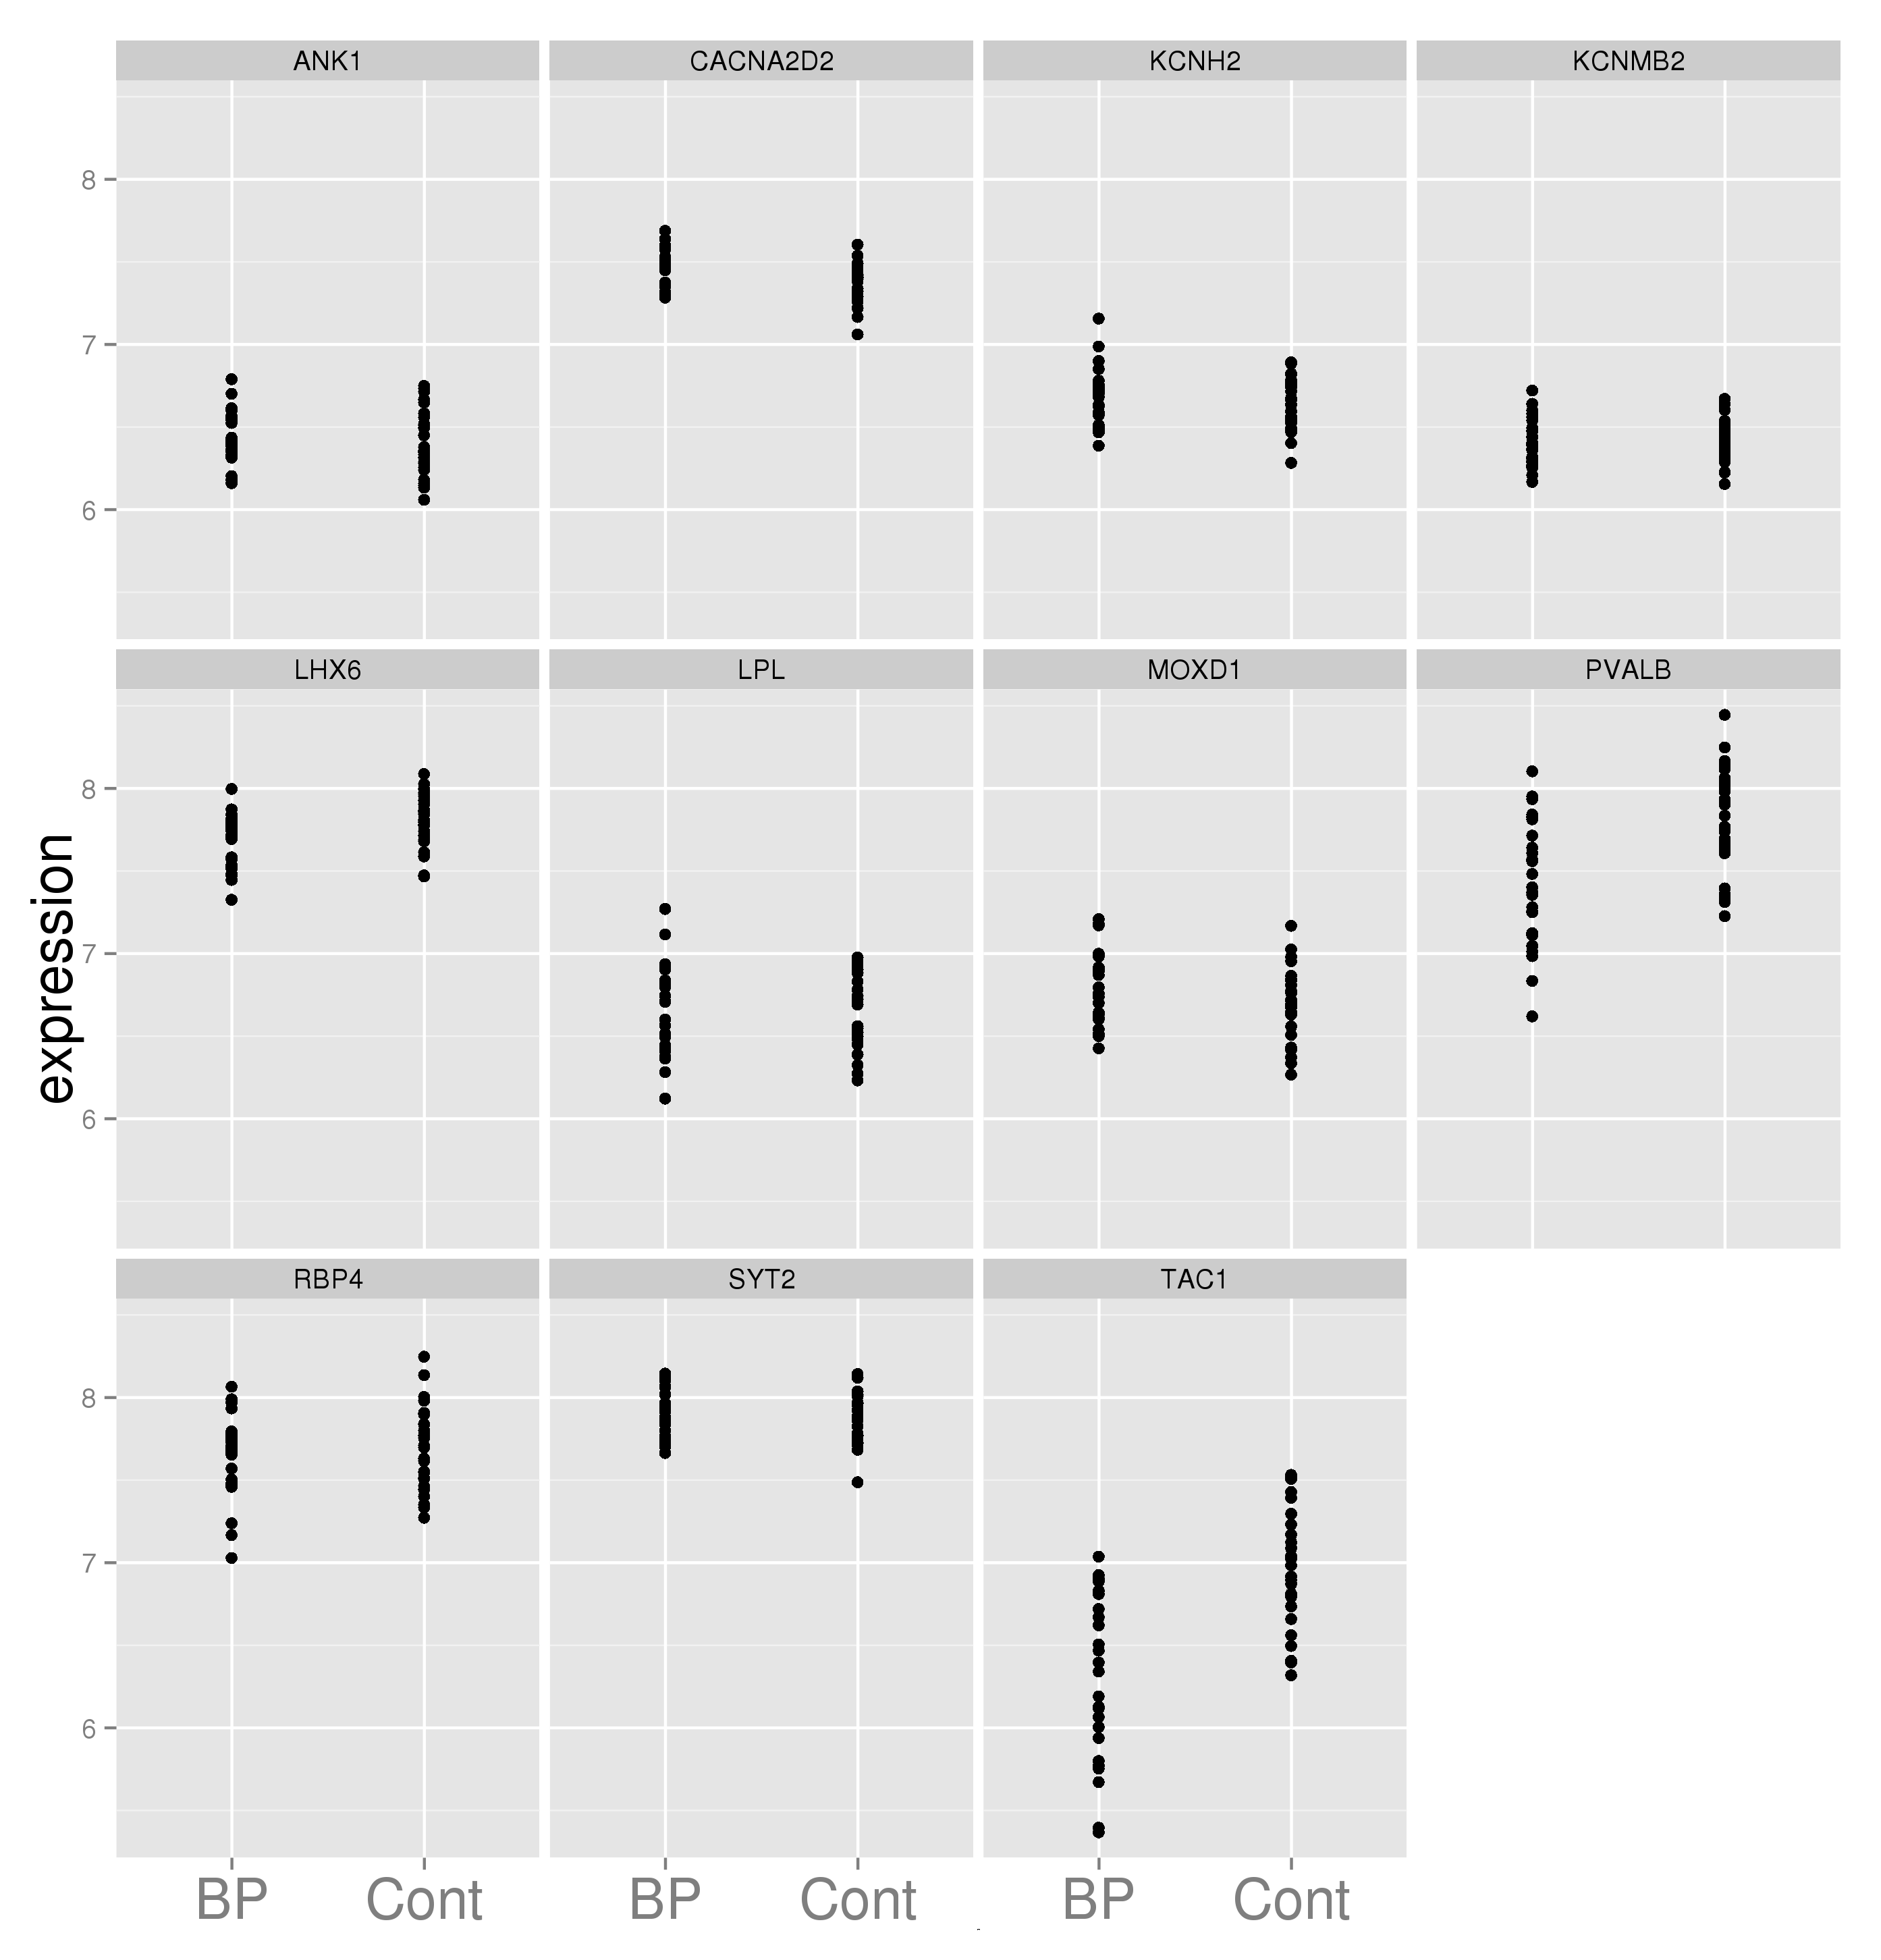 ANK1 CACNA2D2 KCNH2 KCNMB2
8
7
6
LHX6 LPL MOXD1 PVALB
8
7
6
expression
RBP4 SYT2 TAC1
8
7
6
BP Cont BP Cont BP Cont